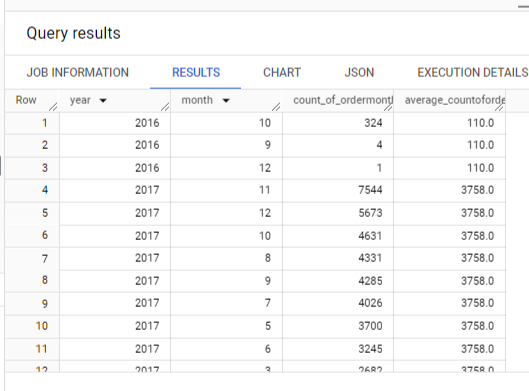 Query results
JOB INFORMATION RESULTS CHART JSON EXECUTION DETAILS
Row year month count_of_ordermontl average_countoforde
1 2016 10 324 110.0
2 2016 9 4 110.0
3 2016 12 1 110.0
4 2017 11 7544 3758.0
5 2017 12 5673 3758.0
6 2017 10 4631 3758.0
7 2017 8 4331 3758.0
8 2017 9 4285 3758.0
9 2017 7 4026 3758.0
10 2017 5 3700 3758.0
11 2017 6 3245 3758.0
12 2017 3 2682 3758.0